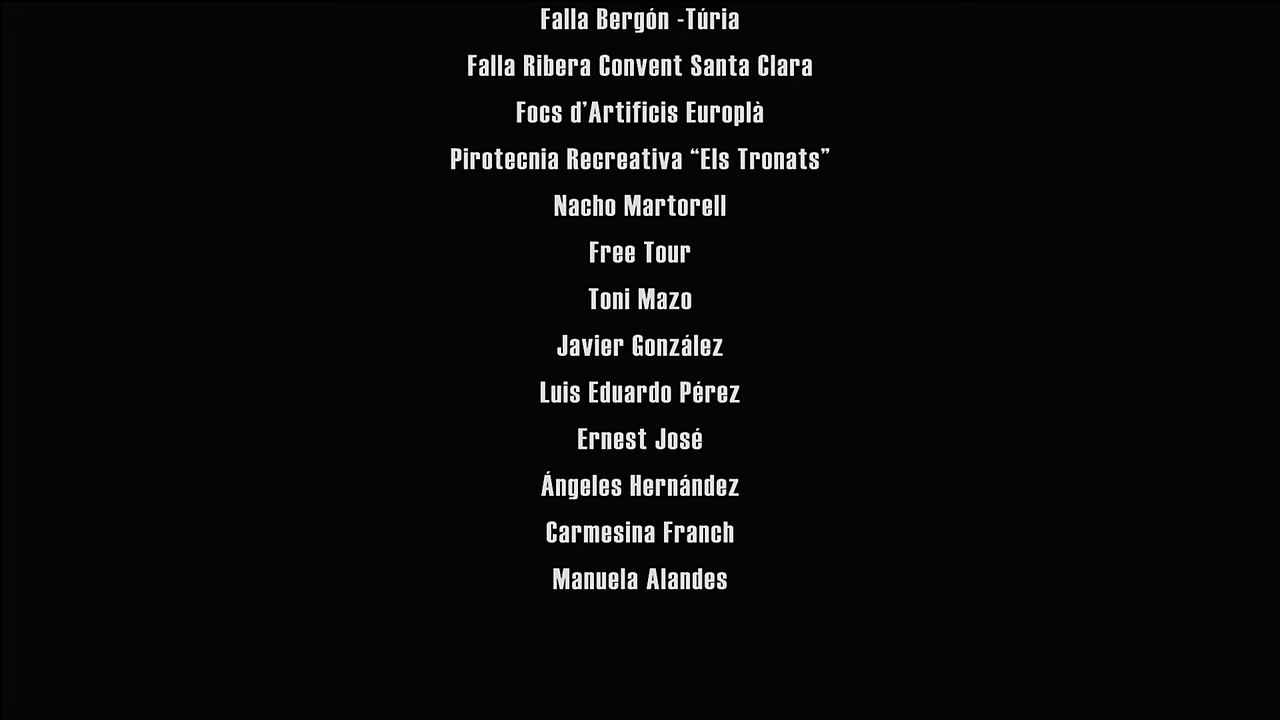 Falla Bergón -Túria
Falla Ribera Convent Santa Clara
Focs d’Artificis Europlà
Pirotecnia Recreativa “Els Tronats”
Nacho Martorell
Free Tour
Toni Mazo
Javier González
Luis Eduardo Pérez
Ernest José
Ángeles Hernández
Carmesina Franch
Manuela Alandes